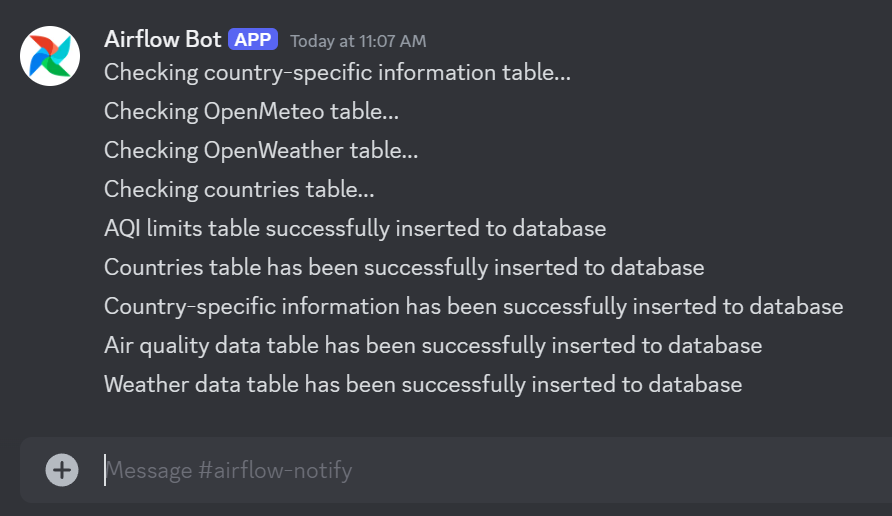 Airflow Bot APP Today at 11:07 AM
Checking country-specific information table...
Checking OpenMeteo table...
Checking OpenWeather table...
Checking countries table...
AQI limits table successfully inserted to database
Countries table has been successfully inserted to database
Country-specific information has been successfully inserted to database
Air quality data table has been successfully inserted to database
Weather data table has been successfully inserted to database
Message #airflow-notify